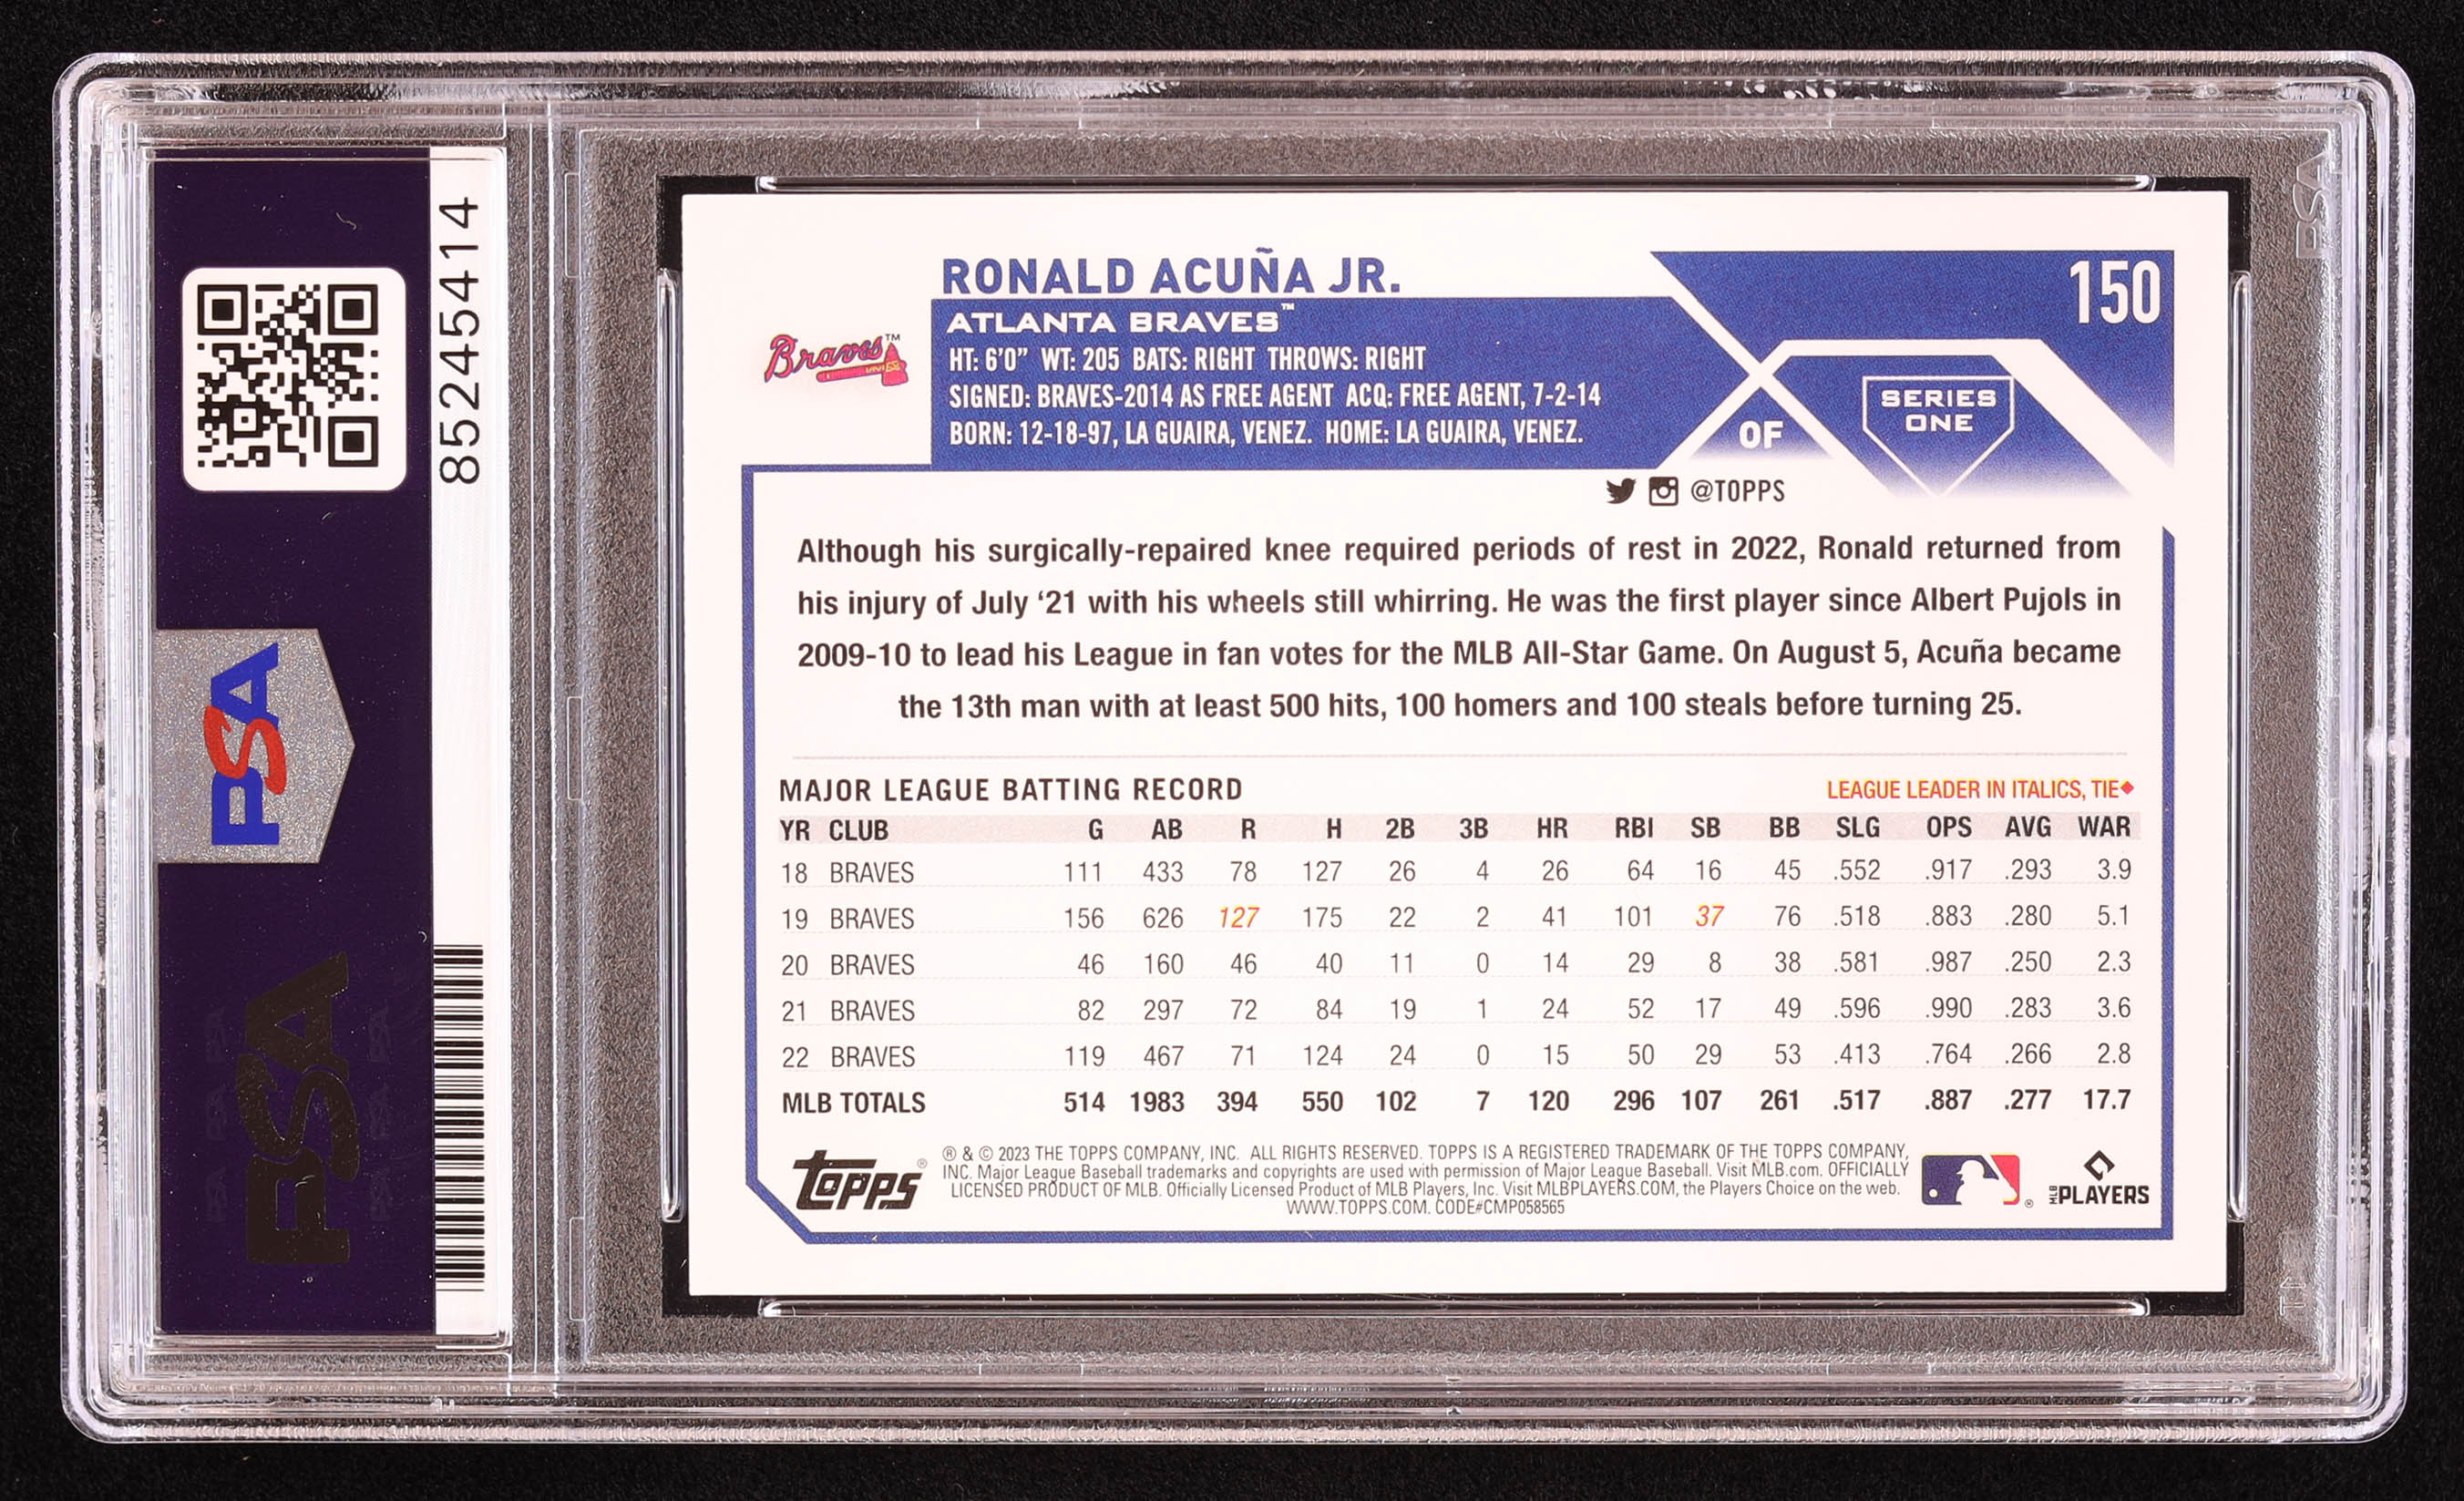 85245414
PSA
PSA
RONALD ACUÑA JR.
150
ATLANTA BRAVES™
Braves™
HT: 6'0” WT: 205 BATS: RIGHT THROWS: RIGHT
SIGNED: BRAVES-2014 AS FREE AGENT ACQ: FREE AGENT, 7-2-14
BORN: 12-18-97, LA GUAIRA, VENEZ. HOME: LA GUAIRA, VENEZ.
OF
SERIES
ONE
@TOPPS
Although his surgically-repaired knee required periods of rest in 2022, Ronald returned from
his injury of July ‘21 with his wheels still whirring. He was the first player since Albert Pujols in
2009-10 to lead his League in fan votes for the MLB All-Star Game. On August 5, Acuña became
the 13th man with at least 500 hits, 100 homers and 100 steals before turning 25.
MAJOR LEAGUE BATTING RECORD LEAGUE LEADER IN ITALICS, TIE◆
YR CLUB G AB R H 2B 3B HR RBI SB BB SLG OPS AVG WAR
18 BRAVES 111 433 78 127 26 4 26 64 16 45 .552 .917 .293 3.9
19 BRAVES 156 626 127 175 22 2 41 101 37 76 .518 .883 .280 5.1
20 BRAVES 46 160 46 40 11 0 14 29 8 38 .581 .987 .250 2.3
21 BRAVES 82 297 72 84 19 1 24 52 17 49 .596 .990 .283 3.6
22 BRAVES 119 467 71 124 24 0 15 50 29 53 .413 .764 .266 2.8
MLB TOTALS 514 1983 394 550 102 7 120 296 107 261 .517 .887 .277 17.7
topps®
® & © 2023 THE TOPPS COMPANY, INC. ALL RIGHTS RESERVED. TOPPS IS A REGISTERED TRADEMARK OF THE TOPPS COMPANY,
INC. Major League Baseball trademarks and copyrights are used with permission of Major League Baseball. Visit MLB.com. OFFICIALLY
LICENSED PRODUCT OF MLB. Officially Licensed Product of MLB Players, Inc. Visit MLBPLAYERS.COM, the Players Choice on the web.
WWW.TOPPS.COM. CODE#CMP058565
®
MLB PLAYERS
PSA